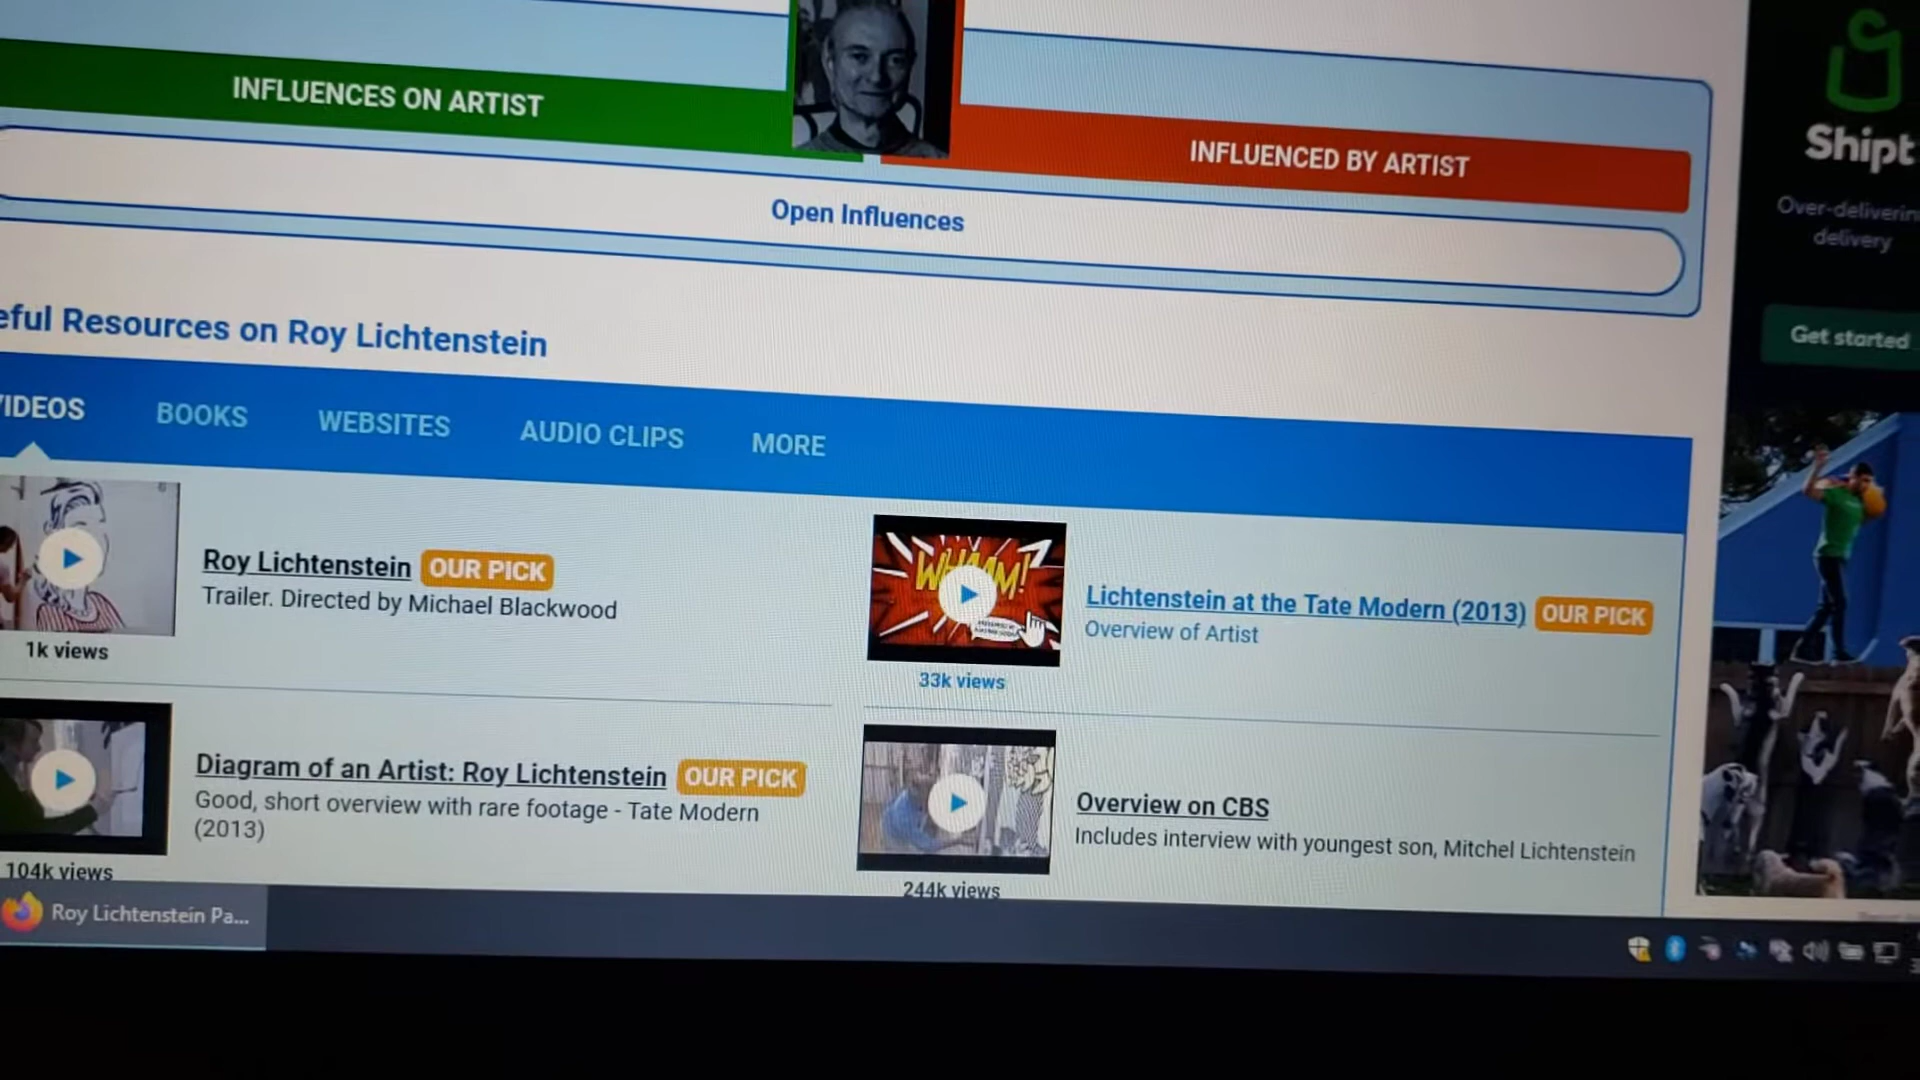 INFLUENCES ON ARTIST
INFLUENCED BY ARTIST
Open Influences
eful Resources on Roy Lichtenstein
VIDEOS BOOKS WEBSITES AUDIO CLIPS MORE
Roy Lichtenstein OUR PICK
Trailer. Directed by Michael Blackwood
1k views
WHAAM!
Lichtenstein at the Tate Modern (2013) OUR PICK
Overview of Artist
33k views
Diagram of an Artist: Roy Lichtenstein OUR PICK
Good, short overview with rare footage - Tate Modern
(2013)
104k views
Overview on CBS
Includes interview with youngest son, Mitchel Lichtenstein
244k views
Shipt
Over-deliverin
delivery
Get started
Roy Lichtenstein Pa...